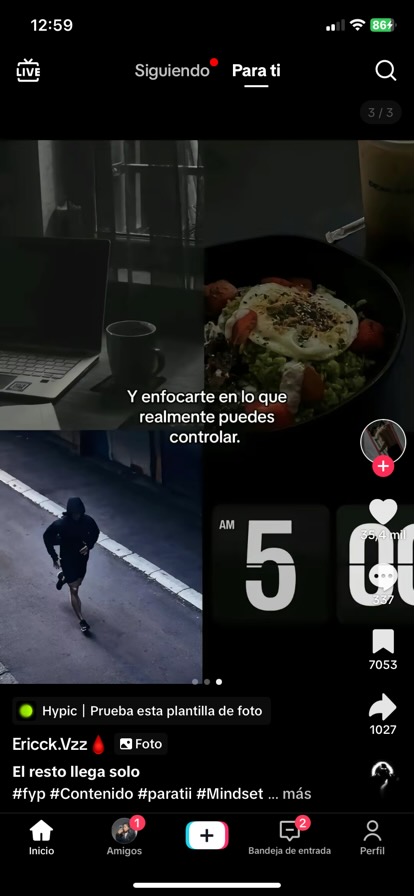 12:59
86
LIVE
Siguiendo
Para ti
3 / 3
Y enfocarte en lo que
realmente puedes
controlar.
AM
5
00
35,4 mil
337
7053
1027
Hypic | Prueba esta plantilla de foto
Ericck.Vzz🩸
Foto
El resto llega solo
#fyp #Contenido #paratii #Mindset ... más
1
2
Inicio
Amigos
Bandeja de entrada
Perfil